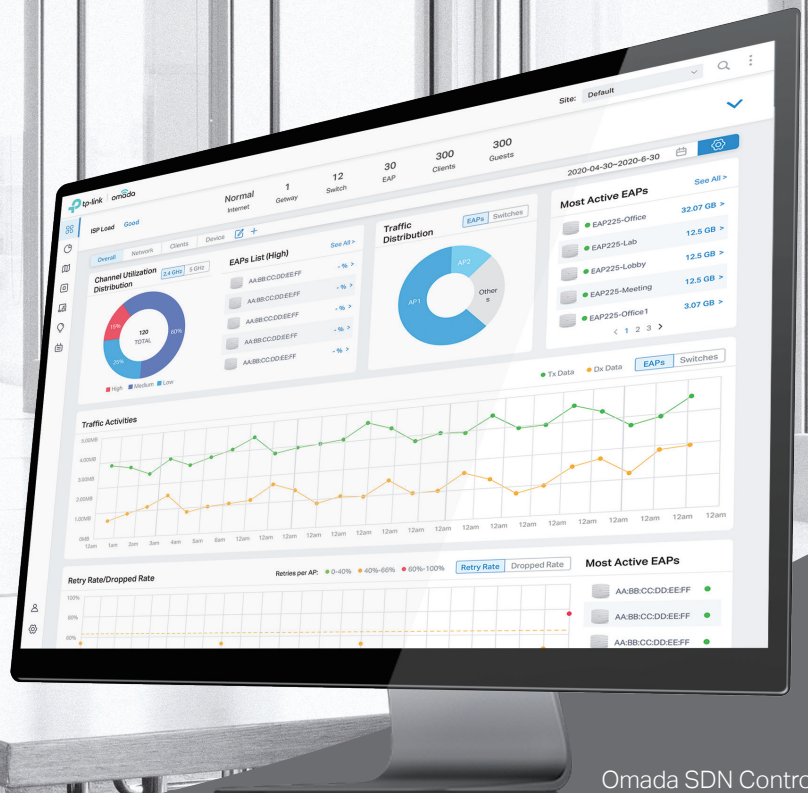 Site: Default
tp-link omada
Normal
Internet
1
Getway
12
Switch
30
EAP
300
Clients
300
Guests
ISP Load Good
2020-04-30~2020-6-30
Overall Network Clients Device
Channel Utilization
Distribution
2.4 GHz 5 GHz
15%
60%
120
TOTAL
High Medium Low
EAPs List (High) See All >
AA:BB:CC:DD:EE:FF - % >
AA:BB:CC:DD:EE:FF - % >
AA:BB:CC:DD:EE:FF - % >
AA:BB:CC:DD:EE:FF - % >
AA:BB:CC:DD:EE:FF - % >
Traffic
Distribution
EAPs Switches
AP1
AP2
Other
s
Most Active EAPs See All >
EAP225-Office 32.07 GB >
EAP225-Lab 12.5 GB >
EAP225-Lobby 12.5 GB >
EAP225-Meeting 12.5 GB >
EAP225-Office1 3.07 GB >
< 1 2 3 >
Tx Data Dx Data EAPs Switches
Traffic Activities
5.00MB
4.00MB
3.00MB
2.00MB
1.00MB
0MB
12am 1am 2am 3am 4am 5am 6am 12am 12am 12am 12am 12am 12am 12am 12am 12am 12am 12am 12am 12am 12am 12am 12am
Retry Rate/Dropped Rate
Retries per AP: 0-40% 40%-66% 60%-100%
Retry Rate Dropped Rate
100%
80%
60%
Most Active EAPs
AA:BB:CC:DD:EE:FF
AA:BB:CC:DD:EE:FF
AA:BB:CC:DD:EE:FF
Omada SDN Contro